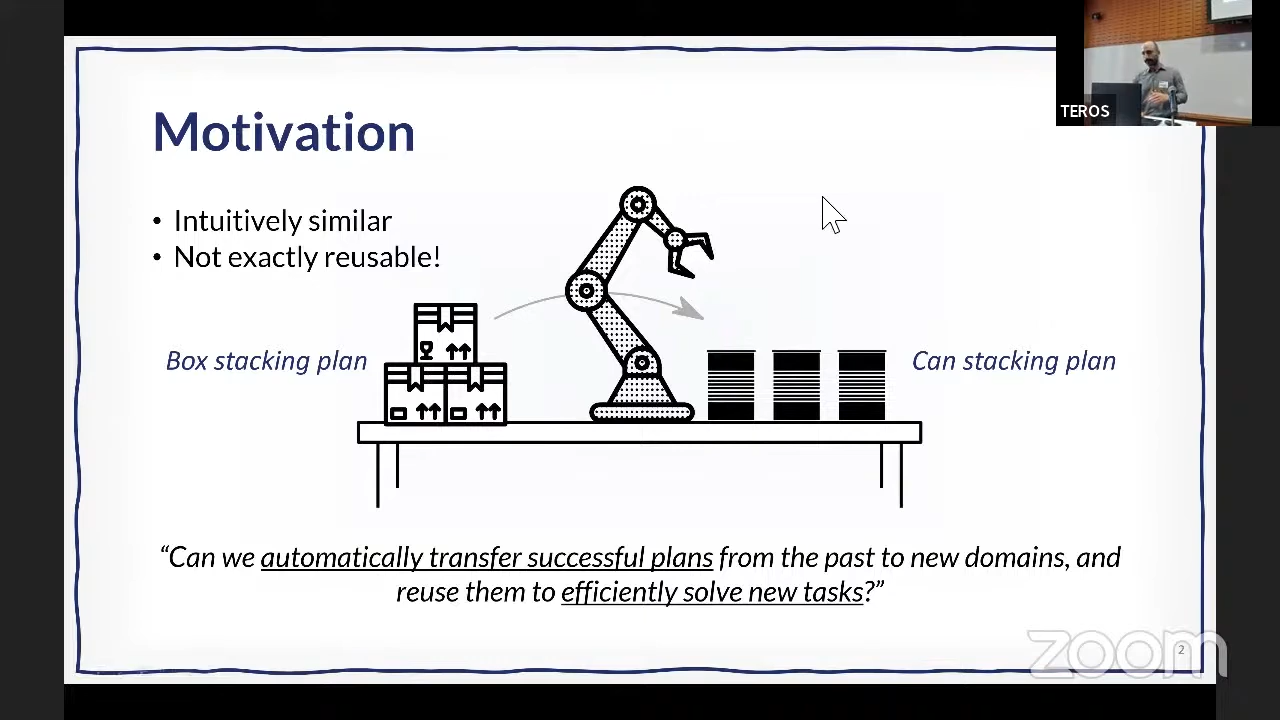 TEROS
Motivation
• Intuitively similar
• Not exactly reusable!
Box stacking plan
Can stacking plan
“Can we automatically transfer successful plans from the past to new domains, and
reuse them to efficiently solve new tasks?”
zoom
2